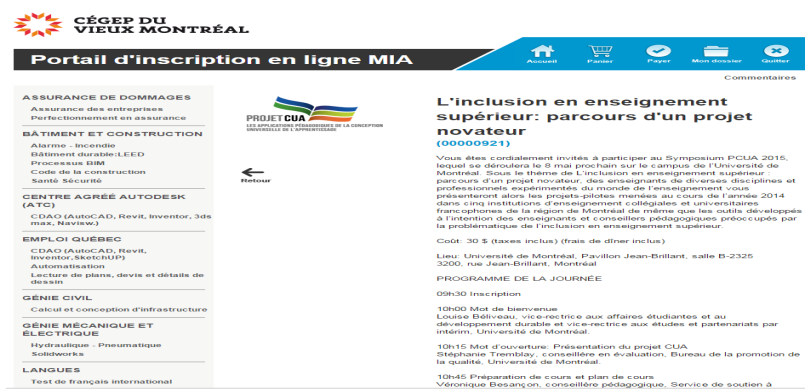 CÉGEP DU
VIEUX MONTRÉAL
Portail d'inscription en ligne MIA
Accueil
Panier
Payer
Mon dossier
Quitter
Commentaires
ASSURANCE DE DOMMAGES
Assurance des entreprises
Perfectionnement en assurance
BÂTIMENT ET CONSTRUCTION
Alarme - Incendie
Bâtiment durable:LEED
Processus BIM
Code de la construction
Santé Sécurité
CENTRE AGRÉÉ AUTODESK
(ATC)
CDAO (AutoCAD, Revit, Inventor, 3ds
max, Navisw.)
EMPLOI QUÉBEC
CDAO (AutoCAD, Revit,
Inventor,SketchUP)
Automatisation
Lecture de plans, devis et détails de
dessin
GÉNIE CIVIL
Calcul et conception d'infrastructure
GÉNIE MÉCANIQUE ET
ÉLECTRIQUE
Hydraulique - Pneumatique
Solidworks
LANGUES
Test de français international
PROJET CUA
LES APPLICATIONS PÉDAGOGIQUES DE LA CONCEPTION
UNIVERSELLE DE L'APPRENTISSAGE
Retour
L'inclusion en enseignement
supérieur: parcours d'un projet
novateur
(00000921)
Vous êtes cordialement invités à participer au Symposium PCUA 2015,
lequel se déroulera le 8 mai prochain sur le campus de l'Université de
Montréal. Sous le thème de L'inclusion en enseignement supérieur :
parcours d'un projet novateur, des enseignants de diverses disciplines et
professionnels expérimentés du monde de l'enseignement vous
présenteront alors les projets-pilotes menées au cours de l'année 2014
dans cinq institutions d'enseignement collégiales et universitaires
francophones de la région de Montréal de même que les outils développés
à l'intention des enseignants et conseillers pédagogiques préoccupés par
la problématique de l'inclusion en enseignement supérieur.
Coût: 30 $ (taxes inclus) (frais de dîner inclus)
Lieu: Université de Montréal, Pavillon Jean-Brillant, salle B-2325
3200, rue Jean-Brillant, Montréal
PROGRAMME DE LA JOURNÉE
09h30 Inscription
10h00 Mot de bienvenue
Louise Béliveau, vice-rectrice aux affaires étudiantes et au
développement durable et vice-rectrice aux études et partenariats par
intérim, Université de Montréal.
10h15 Mot d'ouverture: Présentation du projet CUA
Stéphanie Tremblay, conseillère en évaluation, Bureau de la promotion de
la qualité, Université de Montréal.
10h45 Préparation de cours et plan de cours
Véronique Besançon, conseillère pédagogique, Service de soutien à